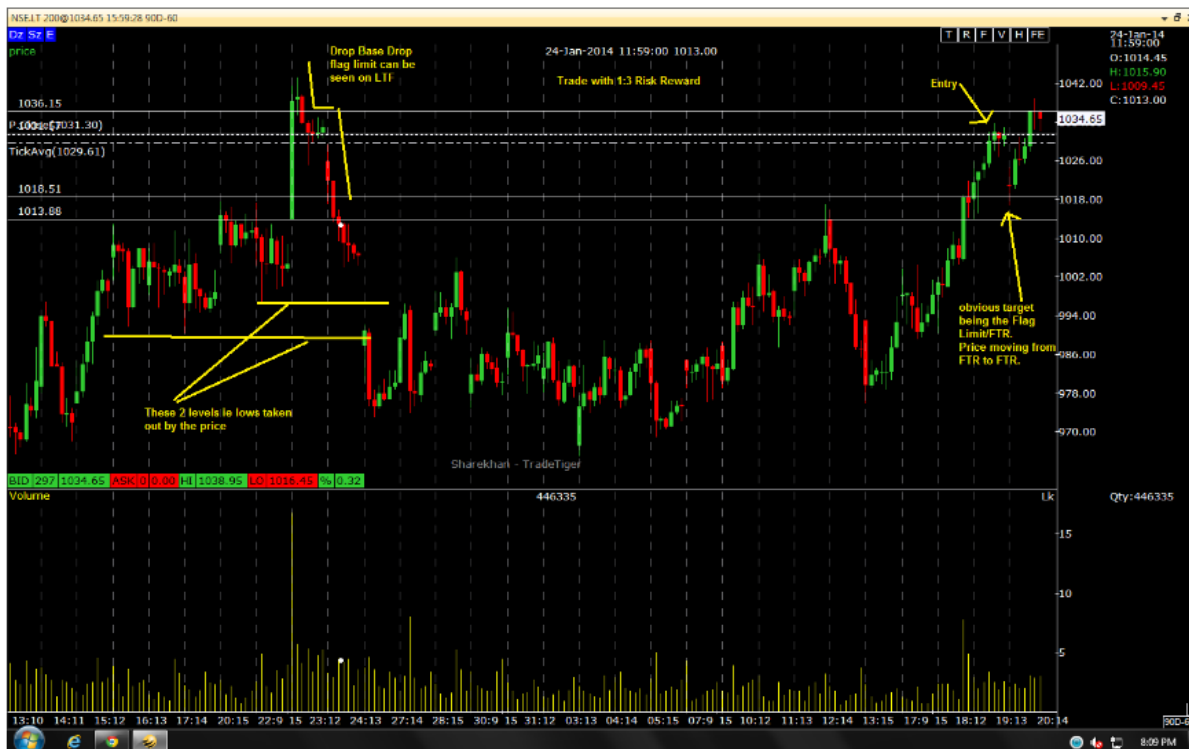 NSE.LT 200@1034.65 15:59:28 90D-60
Dz Sz E
T R F V H FE
24-Jan-14
11:59:00
O:1014.45
H:1015.90
L:1009.45
C:1013.00
price
24-Jan-2014 11:59:00 1013.00
Drop Base Drop
flag limit can be
seen on LTF
Trade with 1:3 Risk Reward
Entry
1036.15
TickAvg(1029.61)
1018.51
1013.88
1042.00
1034.65
1026.00
1018.00
1010.00
1002.00
994.00
986.00
978.00
970.00
obvious target
being the Flag
Limit/FTR.
Price moving from
FTR to FTR.
These 2 levels ie lows taken
out by the price
Sharekhan - TradeTiger
BID 297 1034.65 ASK 0 0.00 HI 1038.95 LO 1016.45 % 0.32
Volume
446335
Lk
Qty:446335
15
10
5
13:10 14:11 15:12 16:13 17:14 20:15 22:9 15 23:12 24:13 27:14 28:15 30:9 15 31:12 03:13 04:14 05:15 07:9 15 10:12 11:13 12:14 13:15 17:9 15 18:12 19:13 20:14
90D-6
8:09 PM